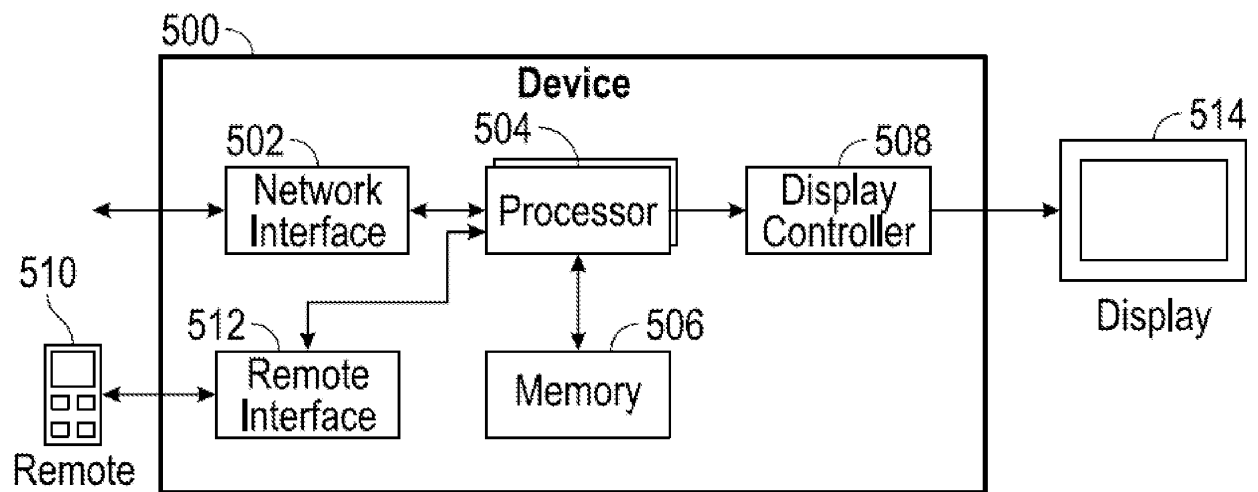 500
Device
502
504
508
514
Network
Interface
Processor
Display
Controller
510
512
506
Display
Remote
Interface
Memory
Remote